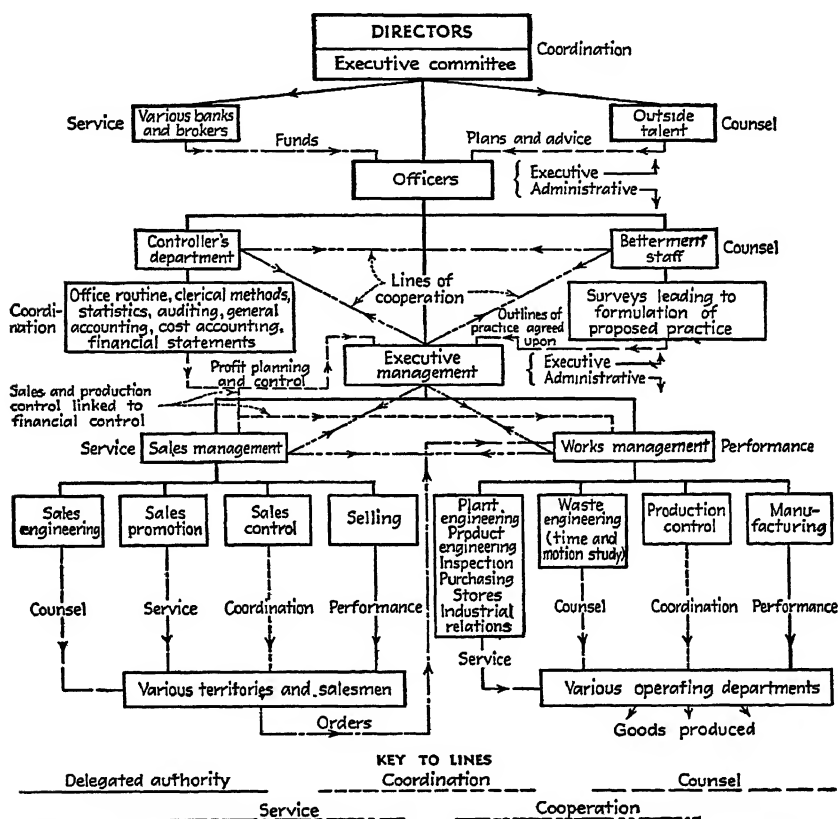 DIRECTORS
Executive committee
Coordination
Service
Various banks
and brokers
Outside
talent
Counsel
Funds
Plans and advice
Officers
Executive
Administrative
Controller's
department
Betterment
staff
Counsel
Lines of
cooperation
Coordi-
nation
Office routine, clerical methods,
statistics, auditing, general
accounting, cost accounting,
financial statements
Outlines of
practice agreed
upon
Surveys leading to
formulation of
proposed practice
Profit planning
and control
Executive
management
Executive
Administrative
Sales and production
control linked to
financial control
Service
Sales management
Works management
Performance
Sales
engineering
Sales
promotion
Sales
control
Selling
Plant
engineering
Product
engineering
Inspection
Purchasing
Stores
Industrial
relations
Waste
engineering
(time and
motion study)
Production
control
Manu-
facturing
Counsel
Service
Coordination
Performance
Service
Counsel
Coordination
Performance
Various territories and salesmen
Various operating departments
Orders
Goods produced
KEY TO LINES
Delegated authority
Coordination
Counsel
Service
Cooperation